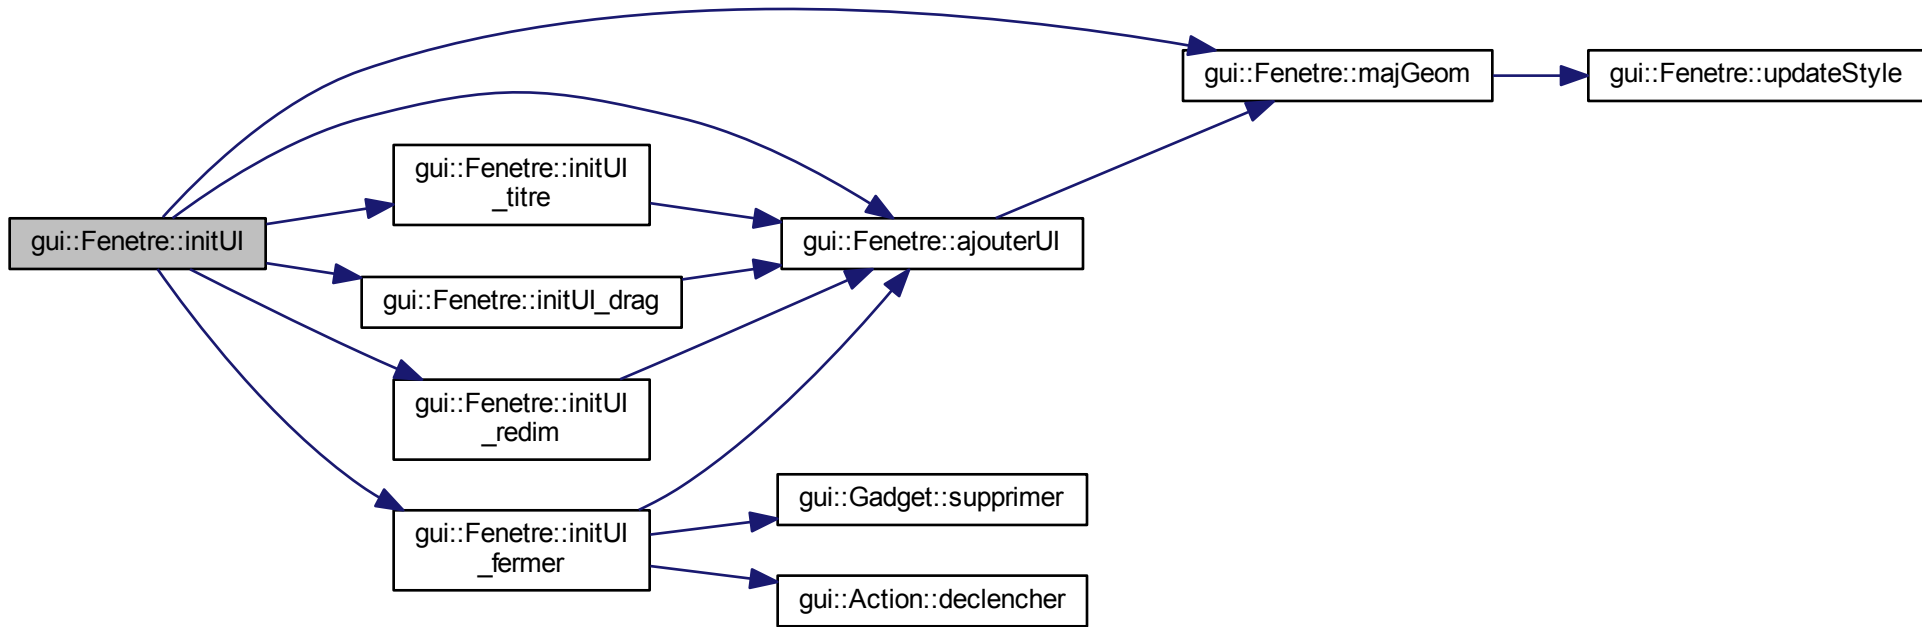 gui::Fenetre::initUI
gui::Fenetre::initUI
_titre
gui::Fenetre::initUI_drag
gui::Fenetre::initUI
_redim
gui::Fenetre::initUI
_fermer
gui::Fenetre::ajouterUI
gui::Gadget::supprimer
gui::Action::declencher
gui::Fenetre::majGeom
gui::Fenetre::updateStyle